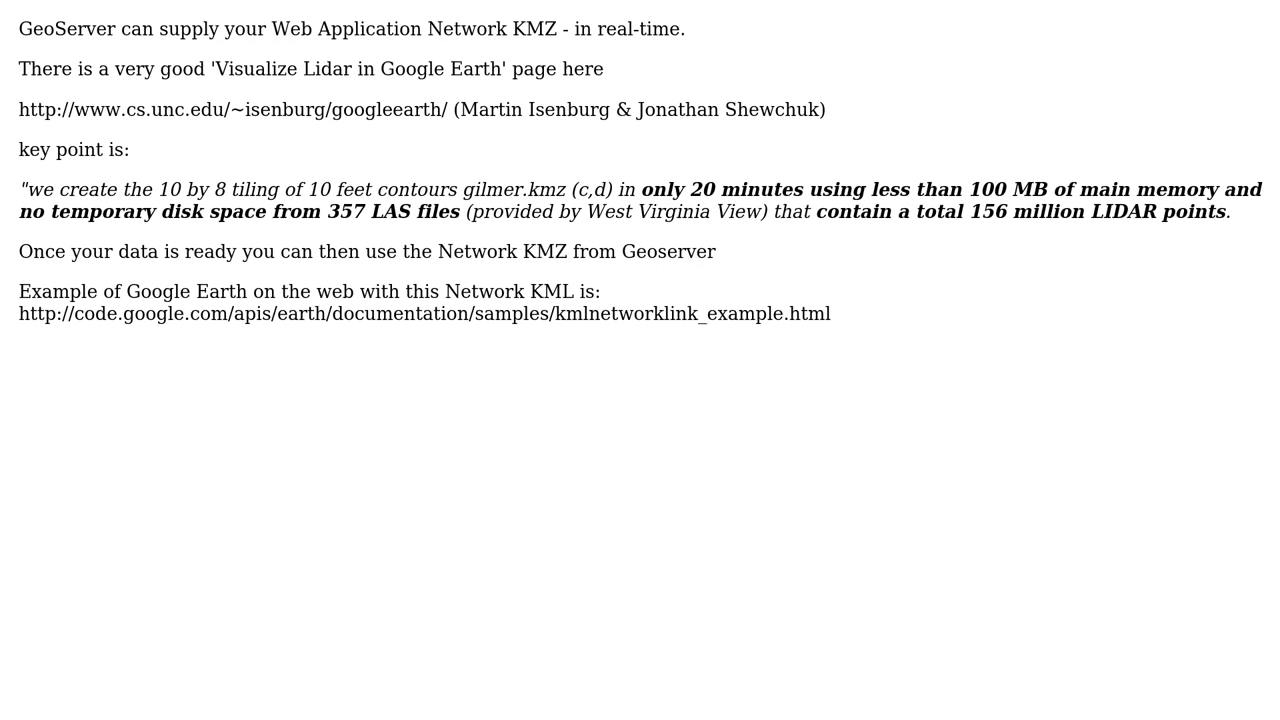 GeoServer can supply your Web Application Network KMZ - in real-time.
There is a very good 'Visualize Lidar in Google Earth' page here
http://www.cs.unc.edu/~isenburg/googleearth/ (Martin Isenburg & Jonathan Shewchuk)
key point is:
"we create the 10 by 8 tiling of 10 feet contours gilmer.kmz (c,d) in only 20 minutes using less than 100 MB of main memory and
no temporary disk space from 357 LAS files (provided by West Virginia View) that contain a total 156 million LIDAR points.
Once your data is ready you can then use the Network KMZ from Geoserver
Example of Google Earth on the web with this Network KML is:
http://code.google.com/apis/earth/documentation/samples/kmlnetworklink_example.html